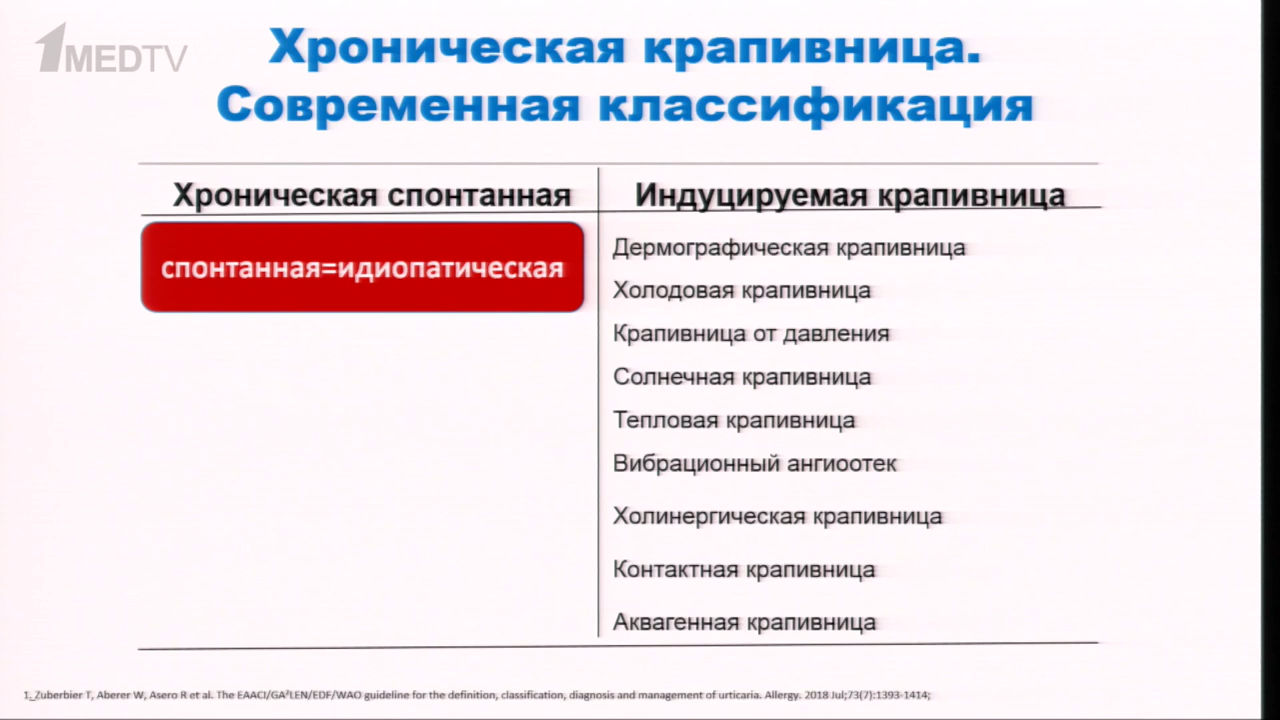 1MEDTV
Хроническая крапивница.
Современная классификация
Хроническая спонтанная
Индуцируемая крапивница
спонтанная=идиопатическая
Дермографическая крапивница
Холодовая крапивница
Крапивница от давления
Солнечная крапивница
Тепловая крапивница
Вибрационный ангиоотек
Холинергическая крапивница
Контактная крапивница
Аквагенная крапивница
1. Zuberbier T, Aberer W, Asero R et al. The EAACI/GA²LEN/EDF/WAO guideline for the definition, classification, diagnosis and management of urticaria. Allergy. 2018 Jul;73(7):1393-1414;